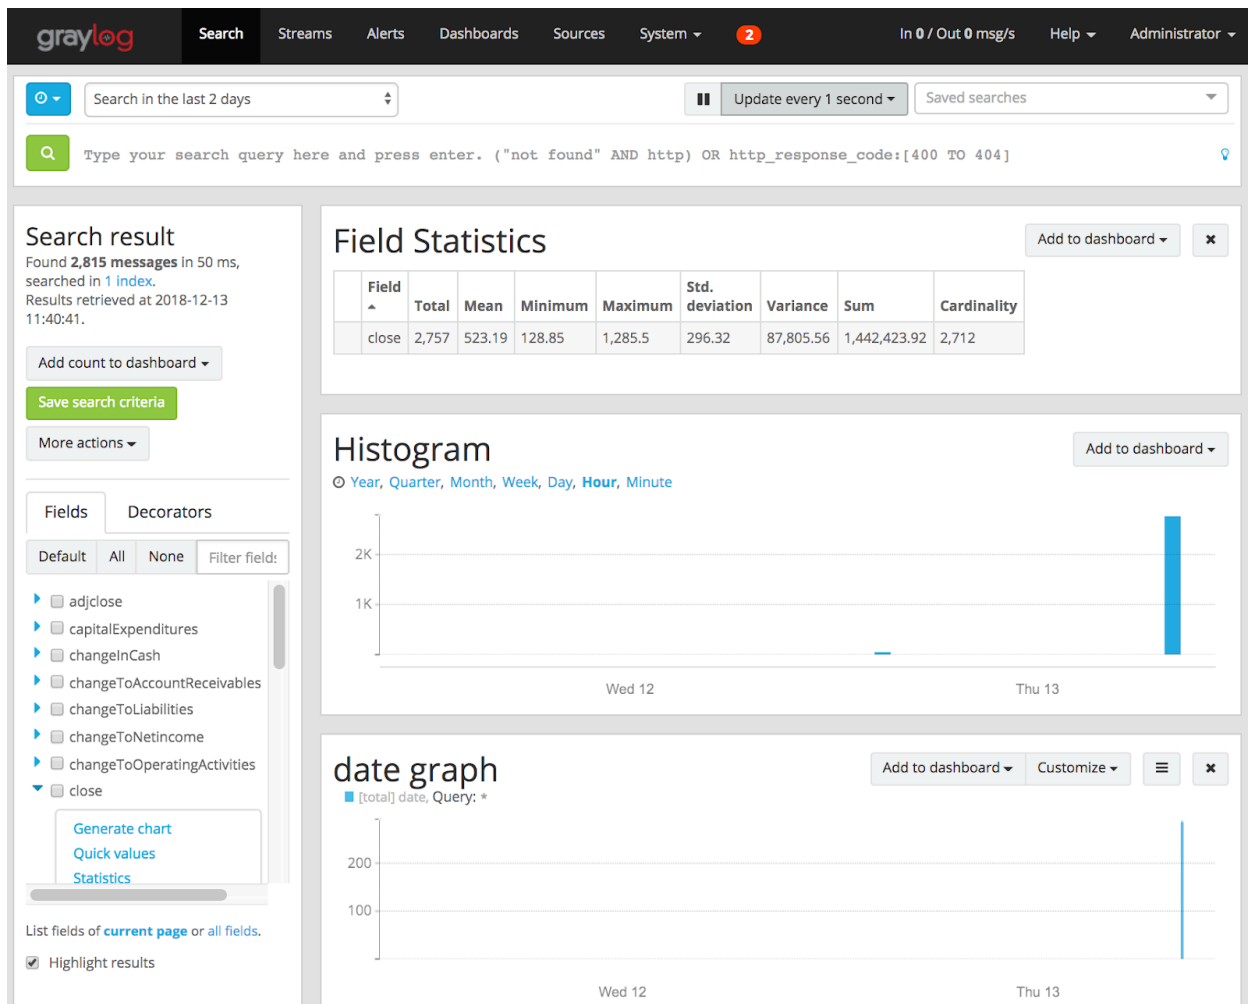 graylog Search Streams Alerts Dashboards Sources System 2 In 0 / Out 0 msg/s Help Administrator
Search in the last 2 days Update every 1 second Saved searches
Type your search query here and press enter. ("not found" AND http) OR http_response_code:[400 TO 404]
Search result
Found 2,815 messages in 50 ms,
searched in 1 index.
Results retrieved at 2018-12-13
11:40:41.
Add count to dashboard
Save search criteria
More actions
Fields Decorators
Default All None Filter fields
adjclose
capitalExpenditures
changeInCash
changeToAccountReceivables
changeToLiabilities
changeToNetincome
changeToOperatingActivities
close
Generate chart
Quick values
Statistics
List fields of current page or all fields.
Highlight results
Field Statistics Add to dashboard
Field Total Mean Minimum Maximum Std. deviation Variance Sum Cardinality
close 2,757 523.19 128.85 1,285.5 296.32 87,805.56 1,442,423.92 2,712
Histogram Add to dashboard
Year, Quarter, Month, Week, Day, Hour, Minute
2K
1K
Wed 12 Thu 13
date graph Add to dashboard Customize
[total] date, Query: *
200
100
Wed 12 Thu 13